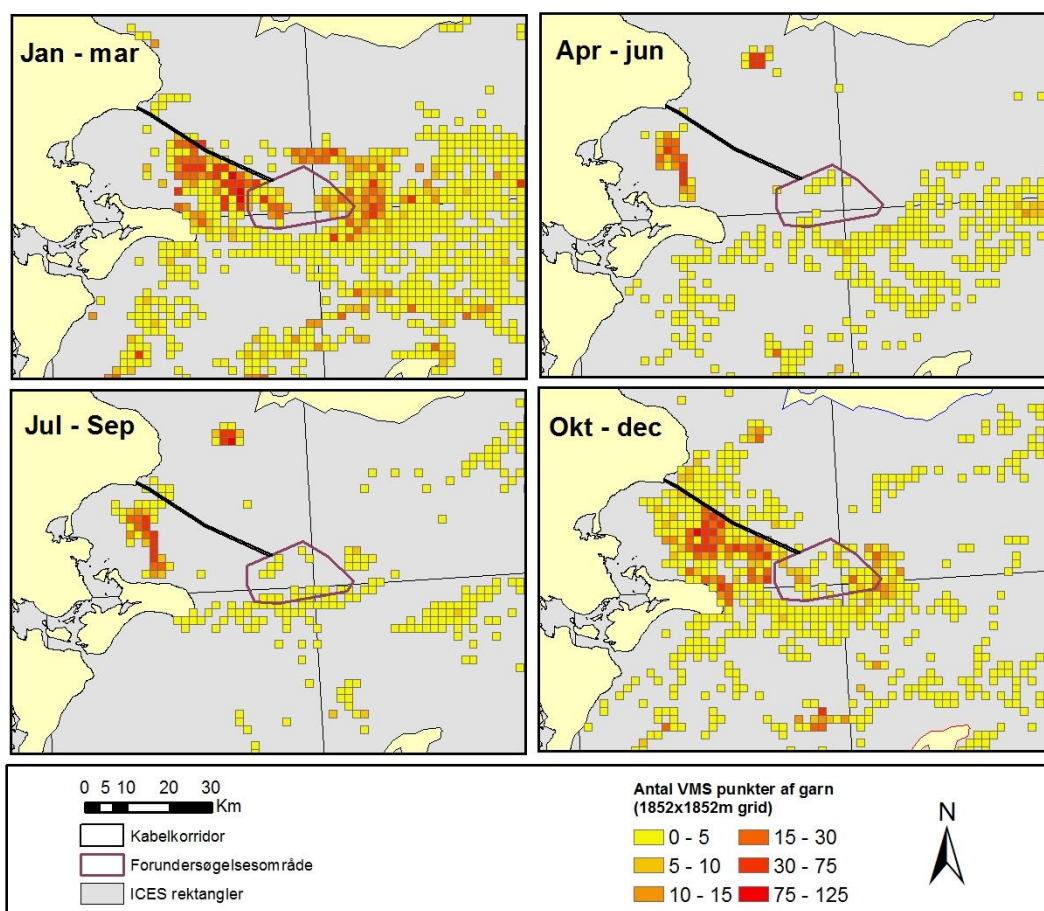 Jan - mar
Apr - jun
Jul - Sep
Okt - dec
0 5 10 20 30
Km
Kabelkorridor
Forundersøgelsesområde
ICES rektangler
Antal VMS punkter af garn
(1852x1852m grid)
0 - 5
5 - 10
10 - 15
15 - 30
30 - 75
75 - 125
N